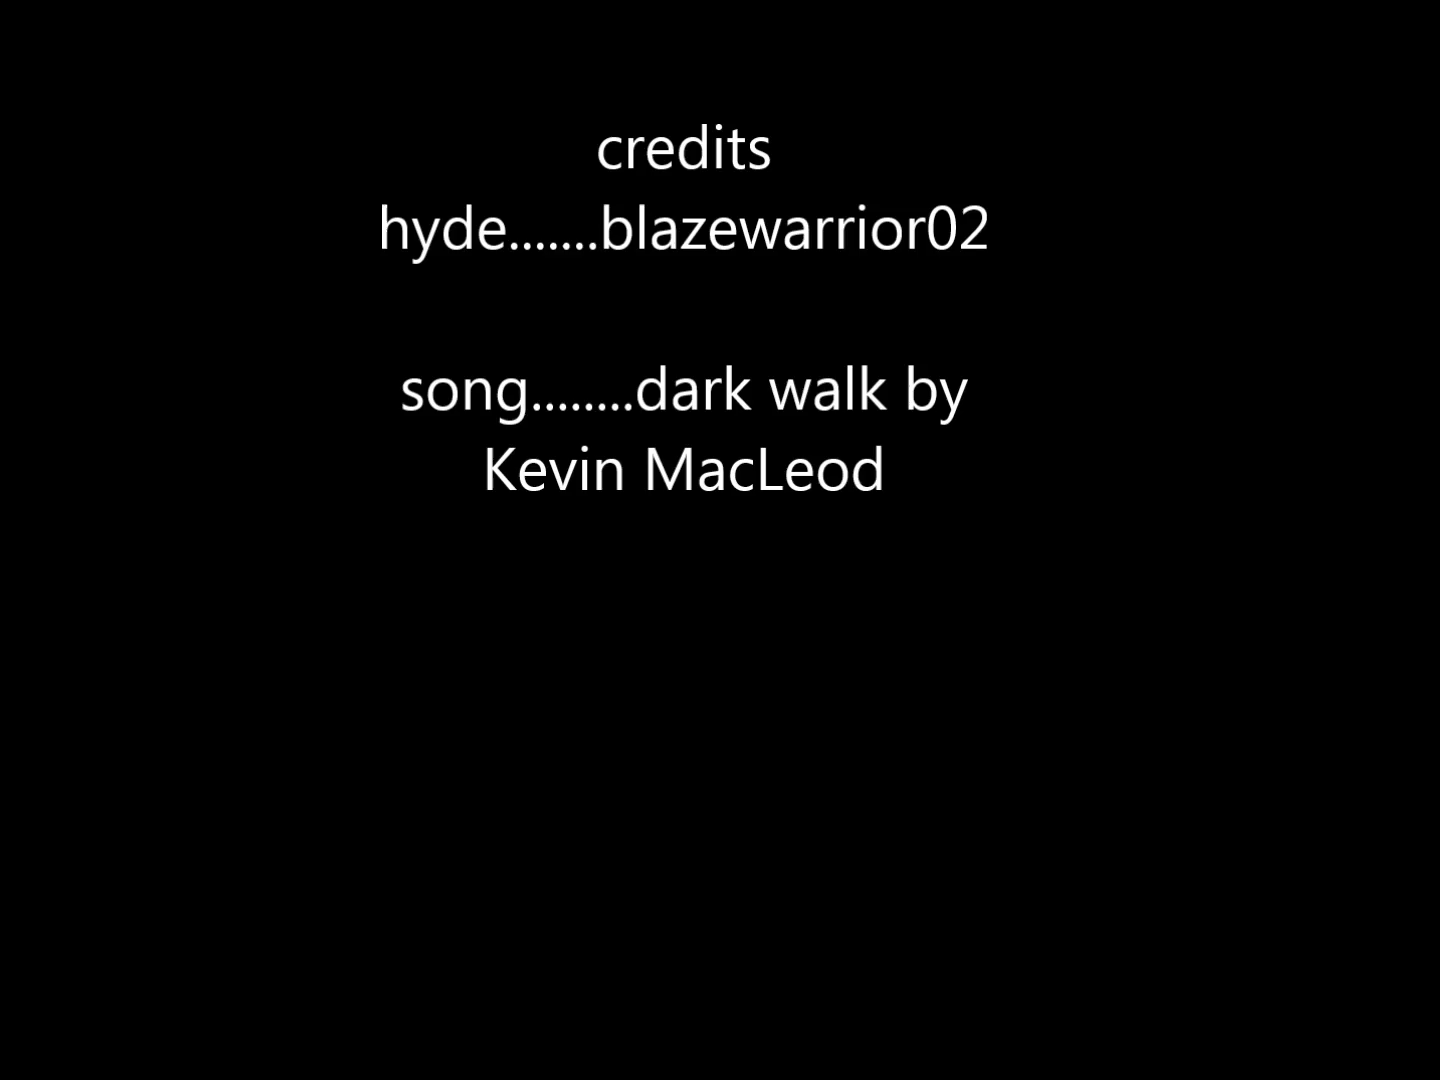 credits
hyde.......blazewarrior02
song........dark walk by
Kevin MacLeod